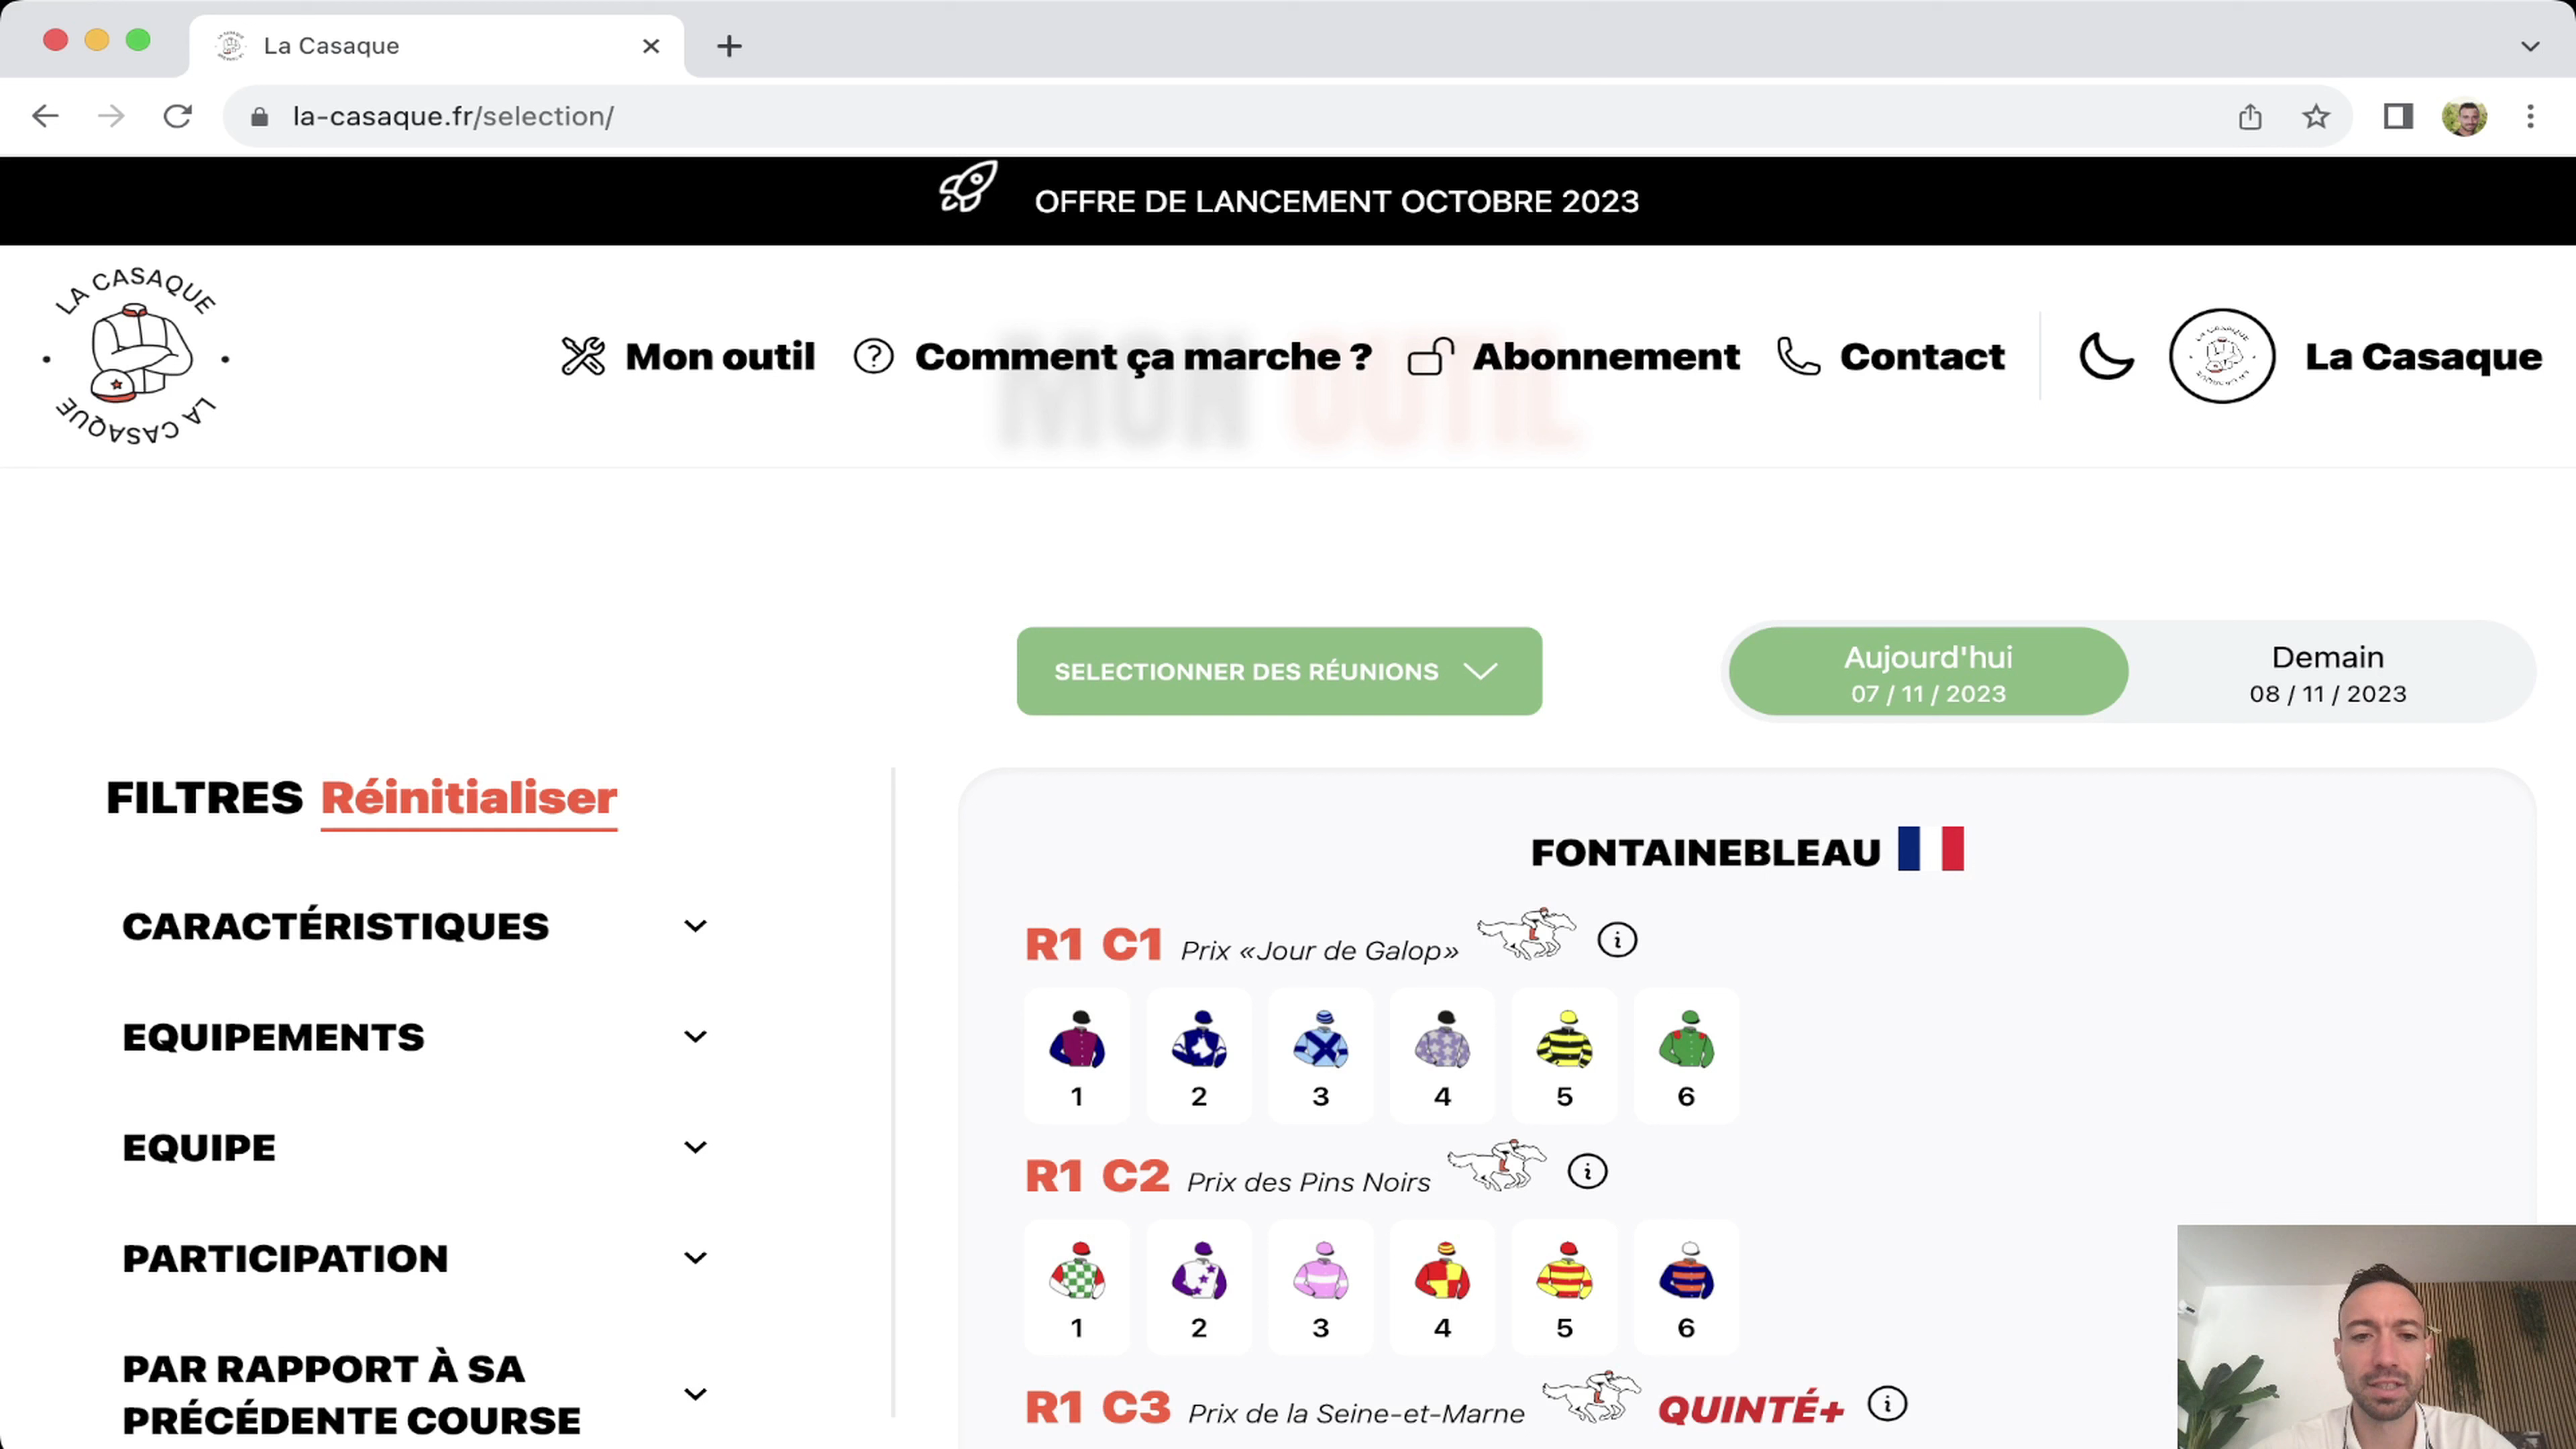 La Casaque
la-casaque.fr/selection/
OFFRE DE LANCEMENT OCTOBRE 2023
LA CASAQUE
LA CASAQUE
Mon outil
Comment ça marche ?
Abonnement
Contact
La Casaque
MON OUTIL
SELECTIONNER DES RÉUNIONS
Aujourd'hui
07 / 11 / 2023
Demain
08 / 11 / 2023
FILTRES Réinitialiser
CARACTÉRISTIQUES
EQUIPEMENTS
EQUIPE
PARTICIPATION
PAR RAPPORT À SA
PRÉCÉDENTE COURSE
FONTAINEBLEAU
R1 C1 Prix «Jour de Galop»
1 2 3 4 5 6
R1 C2 Prix des Pins Noirs
1 2 3 4 5 6
R1 C3 Prix de la Seine-et-Marne QUINTÉ+